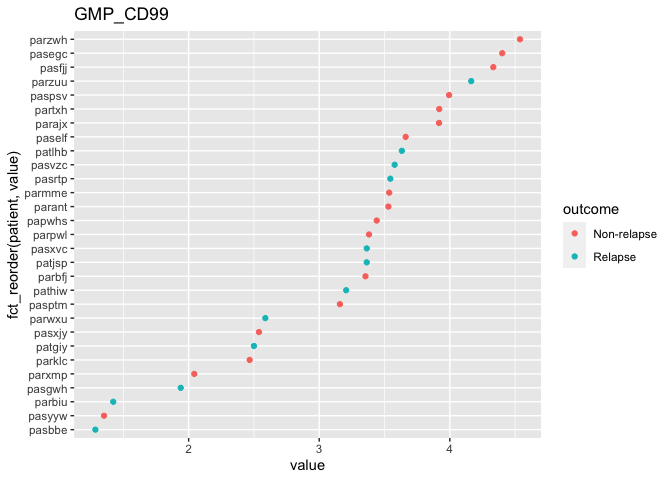 GMP_CD99
fct_reorder(patient, value)
parzwh
pasegc
pasfjj
parzuu
paspsv
partxh
parajx
paself
patlhb
pasvzc
pasrtp
parmme
parant
papwhs
parpwl
pasxvc
patjsp
parbfj
pathiw
pasptm
parwxu
pasxjy
patgiy
parklc
parxmp
pasgwh
parbiu
pasyyw
pasbbe
2 3 4
value
outcome
Non-relapse
Relapse